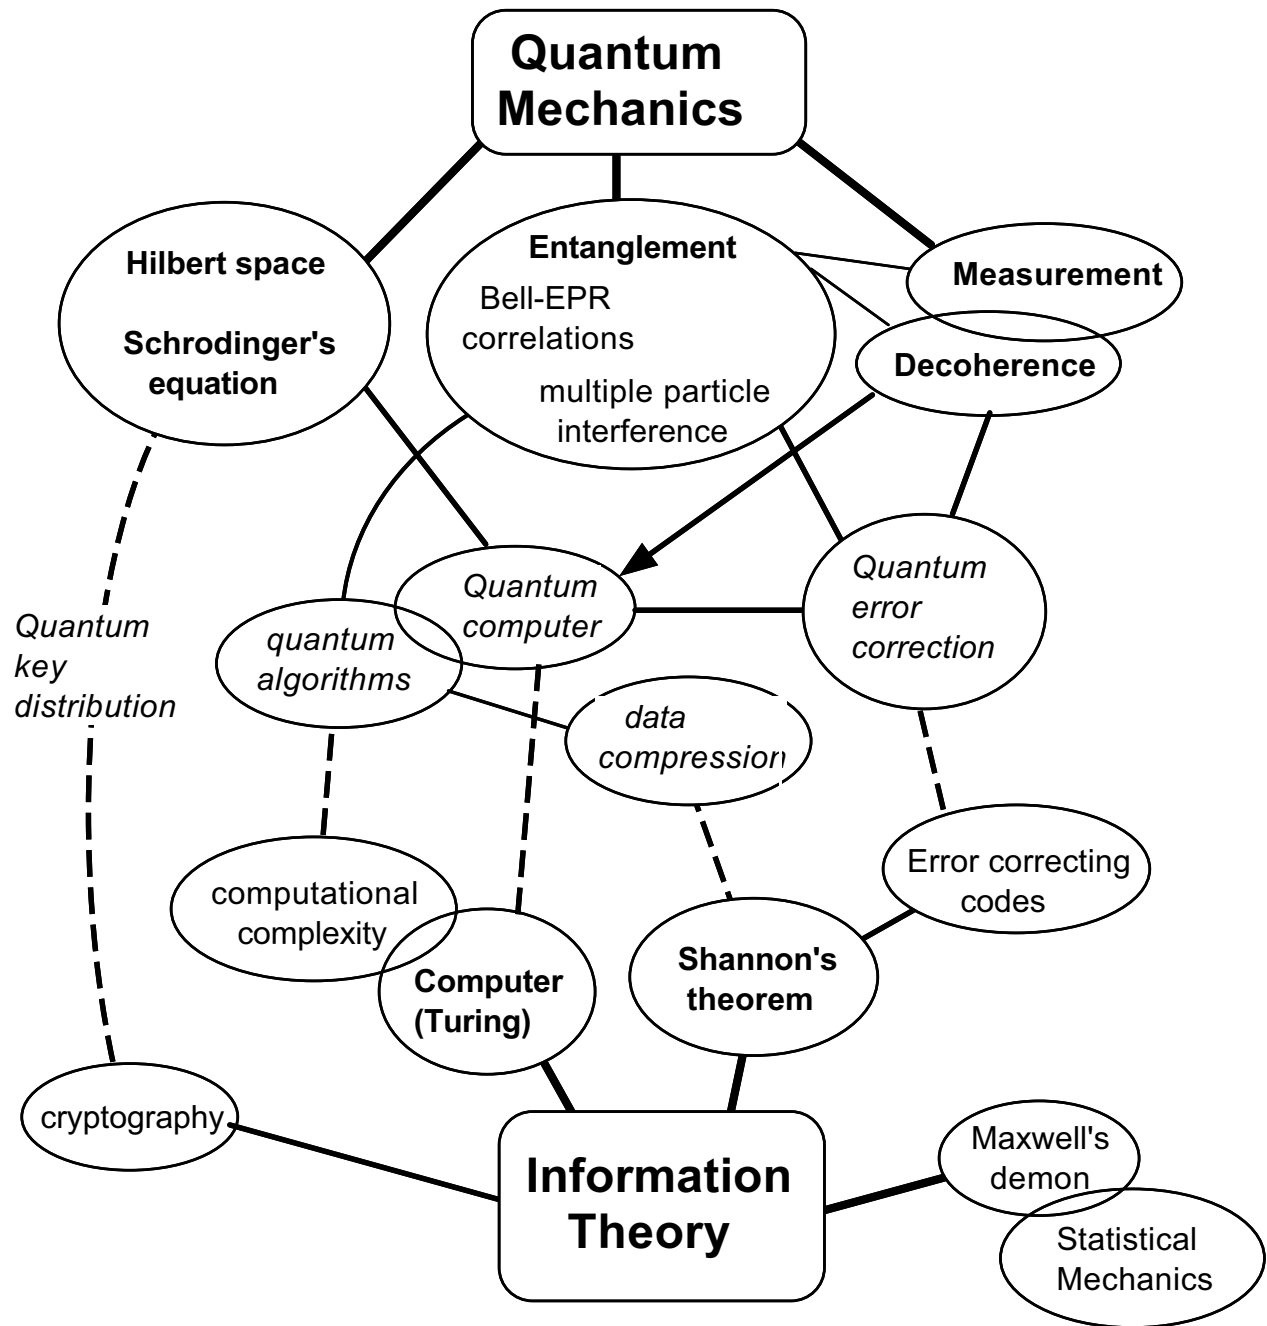 Quantum
Mechanics
Hilbert space
Schrodinger's
equation
Entanglement
Bell-EPR
correlations
multiple particle
interference
Measurement
Decoherence
Quantum
key
distribution
quantum
algorithms
Quantum
computer
Quantum
error
correction
data
compression
computational
complexity
Computer
(Turing)
Shannon's
theorem
Error correcting
codes
cryptography
Information
Theory
Maxwell's
demon
Statistical
Mechanics